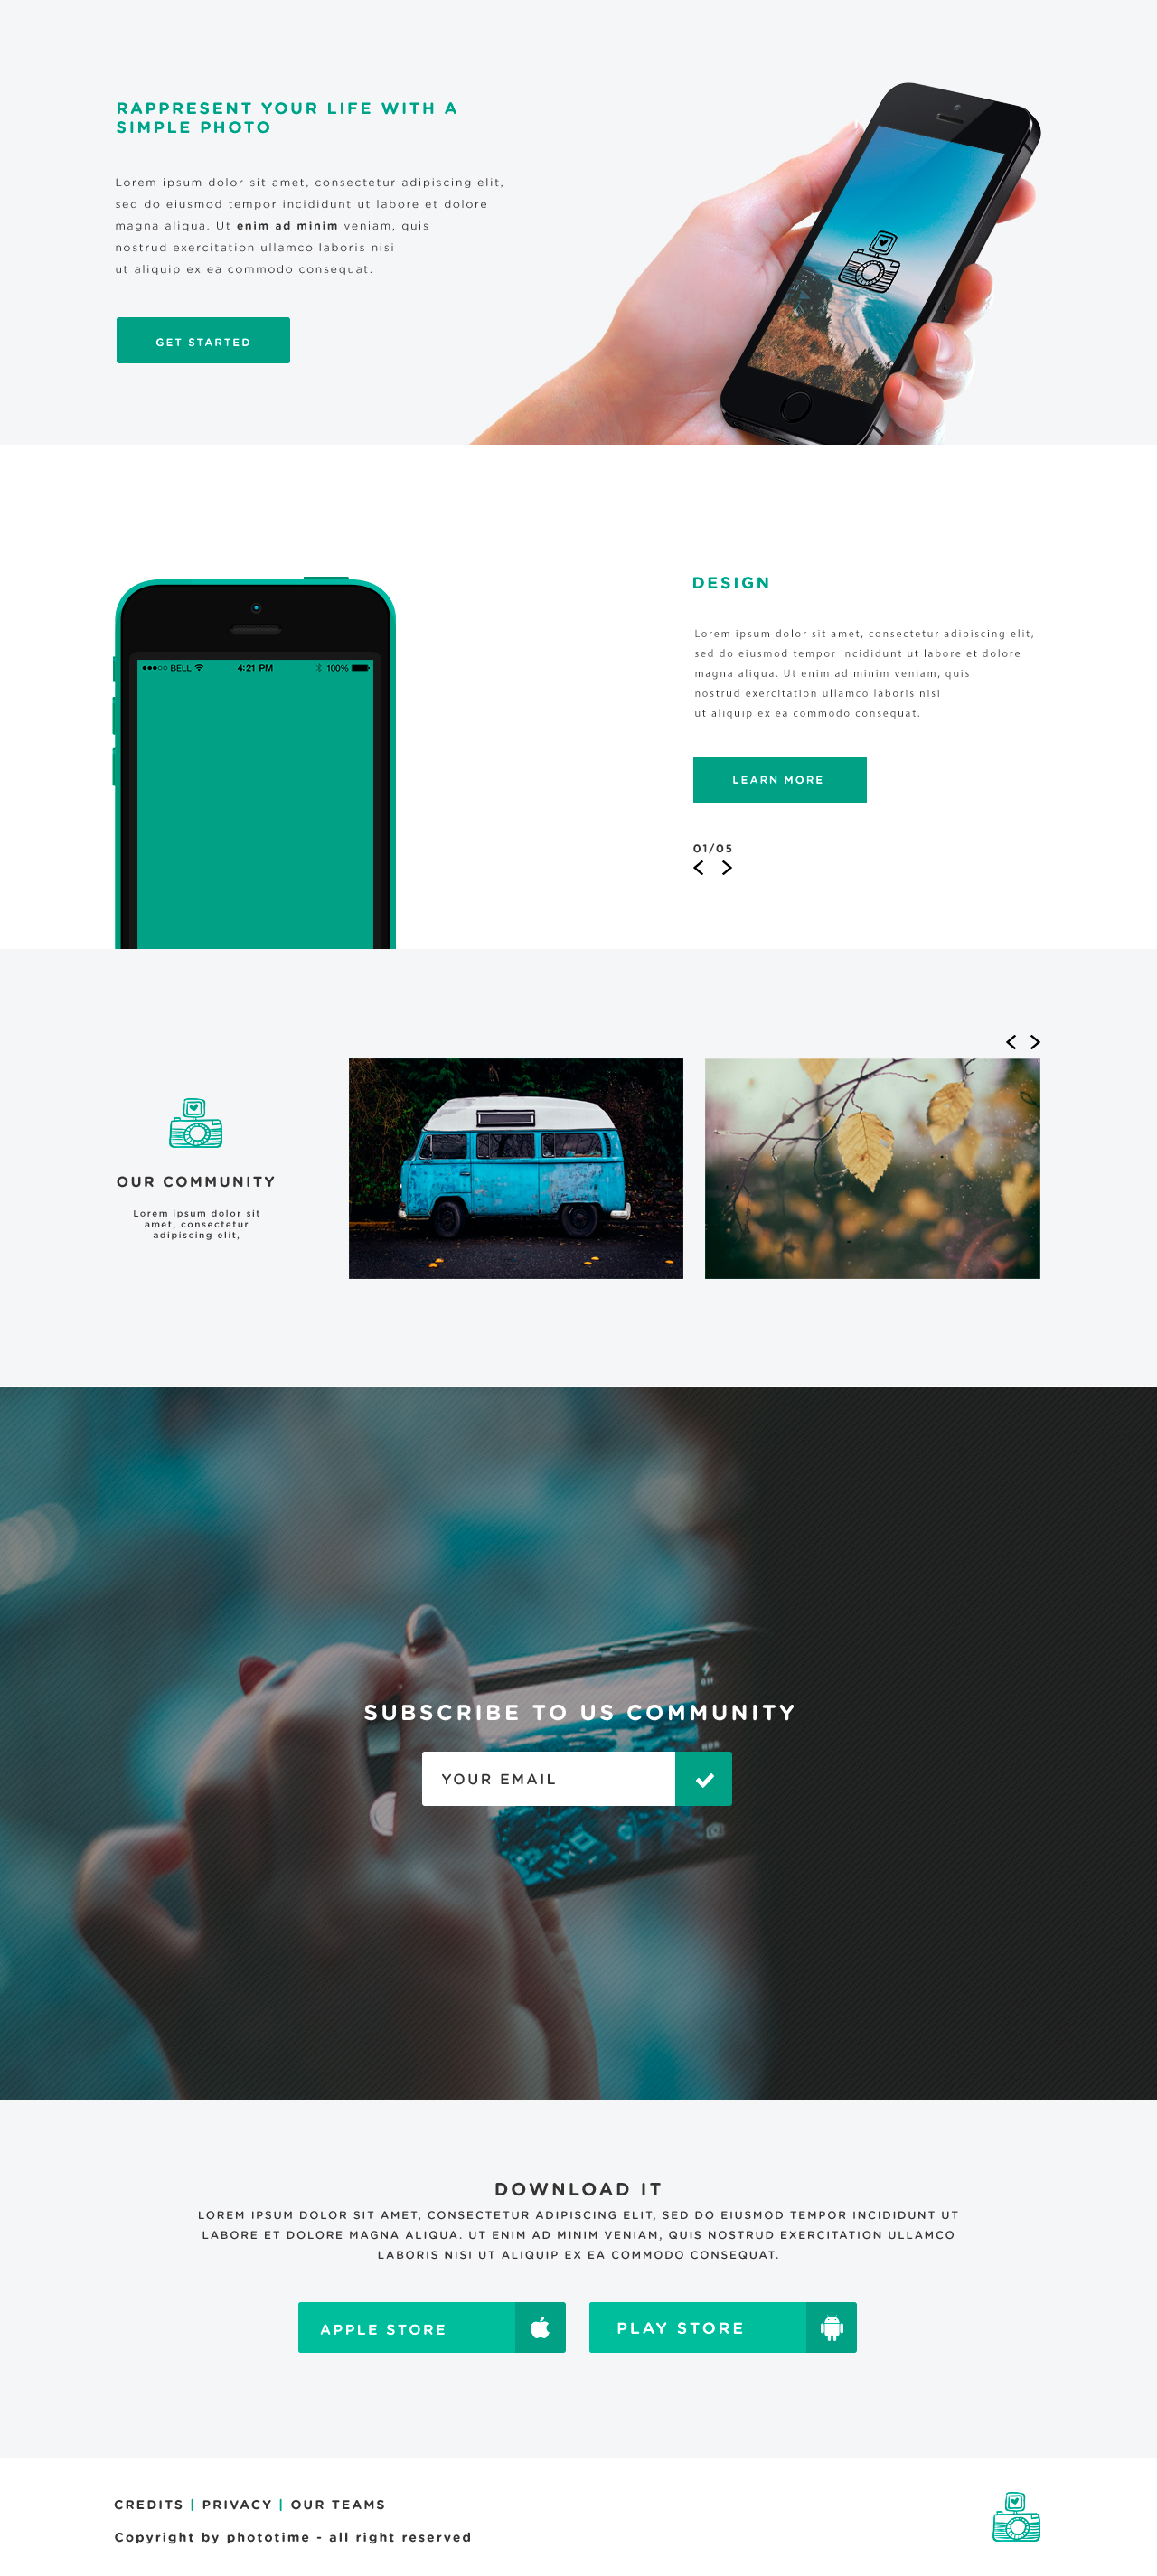 RAPPRESENT YOUR LIFE WITH A
SIMPLE PHOTO
Lorem ipsum dolor sit amet, consectetur adipiscing elit,
sed do eiusmod tempor incididunt ut labore et dolore
magna aliqua. Ut enim ad minim veniam, quis
nostrud exercitation ullamco laboris nisi
ut aliquip ex ea commodo consequat.
GET STARTED
BELL 4:21 PM 100%
DESIGN
Lorem ipsum dolor sit amet, consectetur adipiscing elit,
sed do eiusmod tempor incididunt ut labore et dolore
magna aliqua. Ut enim ad minim veniam, quis
nostrud exercitation ullamco laboris nisi
ut aliquip ex ea commodo consequat.
LEARN MORE
01/05
OUR COMMUNITY
Lorem ipsum dolor sit
amet, consectetur
adipiscing elit,
Off
HDR
SUBSCRIBE TO US COMMUNITY
YOUR EMAIL
DOWNLOAD IT
LOREM IPSUM DOLOR SIT AMET, CONSECTETUR ADIPISCING ELIT, SED DO EIUSMOD TEMPOR INCIDIDUNT UT
LABORE ET DOLORE MAGNA ALIQUA. UT ENIM AD MINIM VENIAM, QUIS NOSTRUD EXERCITATION ULLAMCO
LABORIS NISI UT ALIQUIP EX EA COMMODO CONSEQUAT.
APPLE STORE
PLAY STORE
CREDITS | PRIVACY | OUR TEAMS
Copyright by phototime - all right reserved